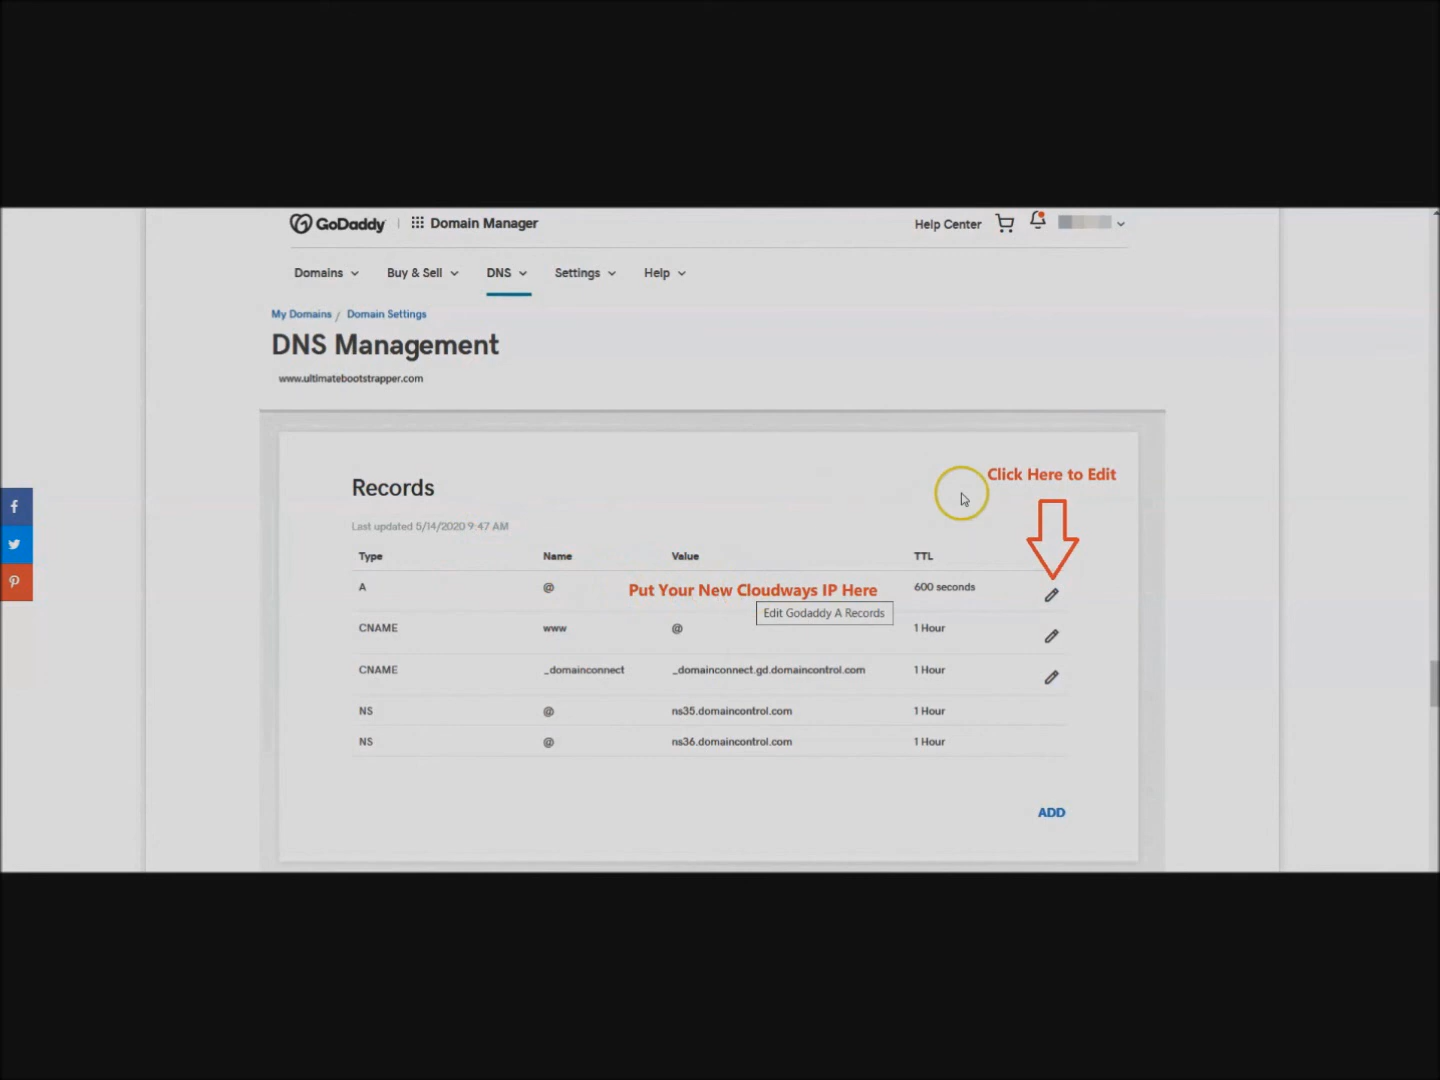 GoDaddy Domain Manager Help Center
Domains Buy & Sell DNS Settings Help
My Domains / Domain Settings
DNS Management
www.ultimatebootstrapper.com
Click Here to Edit
Records
Last updated 5/14/2020 9:47 AM
Type Name Value TTL
A @ Put Your New Cloudways IP Here 600 seconds
Edit Godaddy A Records
CNAME www @ 1 Hour
CNAME _domainconnect _domainconnect.gd.domaincontrol.com 1 Hour
NS @ ns35.domaincontrol.com 1 Hour
NS @ ns36.domaincontrol.com 1 Hour
ADD